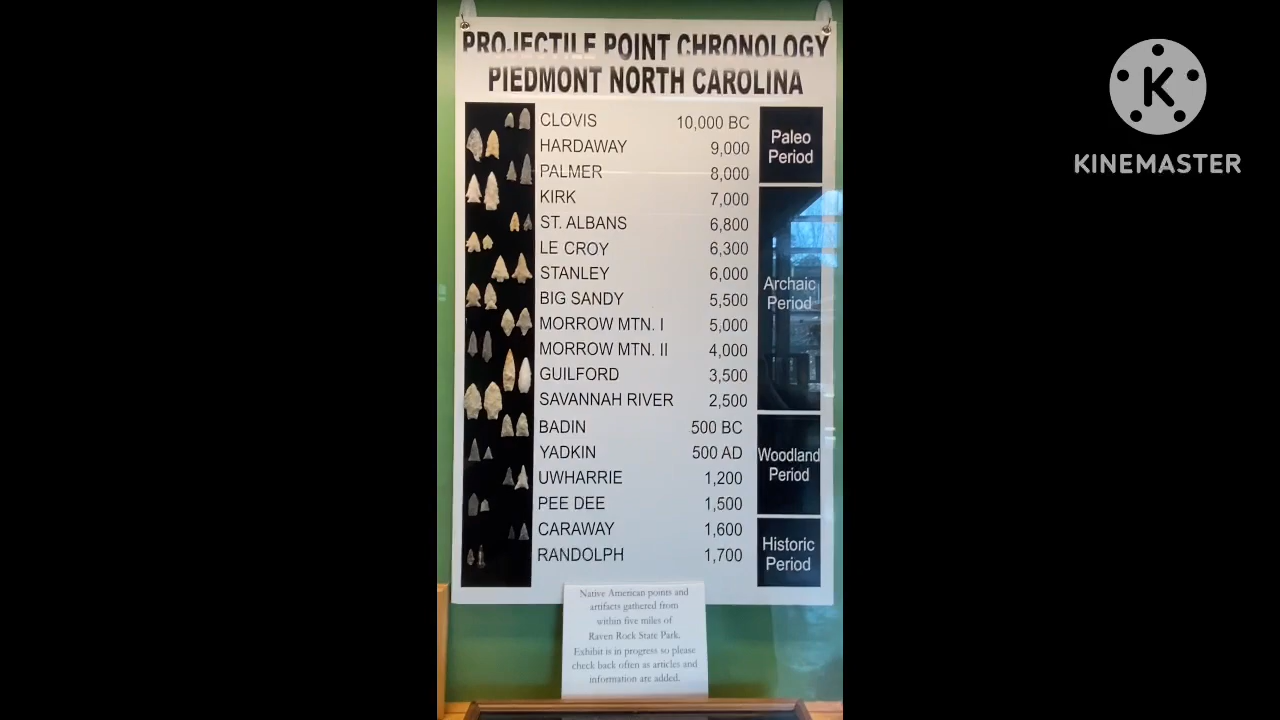 PROJECTILE POINT CHRONOLOGY
PIEDMONT NORTH CAROLINA
CLOVIS 10,000 BC
HARDAWAY 9,000
PALMER 8,000
KIRK 7,000
ST. ALBANS 6,800
LE CROY 6,300
STANLEY 6,000
BIG SANDY 5,500
MORROW MTN. I 5,000
MORROW MTN. II 4,000
GUILFORD 3,500
SAVANNAH RIVER 2,500
BADIN 500 BC
YADKIN 500 AD
UWHARRIE 1,200
PEE DEE 1,500
CARAWAY 1,600
RANDOLPH 1,700
Paleo
Period
Archaic
Period
Woodland
Period
Historic
Period
Native American points and
artifacts gathered from
within five miles of
Raven Rock State Park.
Exhibit is in progress so please
check back often as articles and
information are added.
K
KINEMASTER